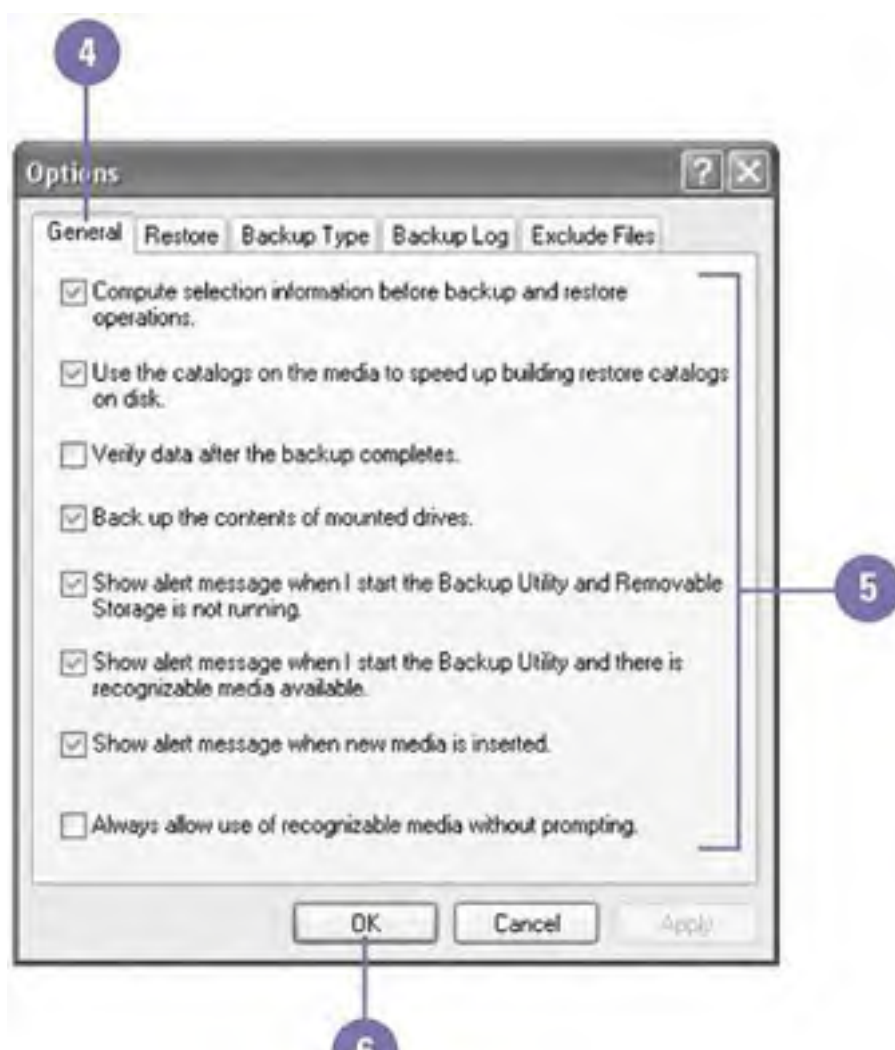 4
Options
General Restore Backup Type Backup Log Exclude Files
Compute selection information before backup and restore
operations.
Use the catalogs on the media to speed up building restore catalogs
on disk.
Verify data after the backup completes.
Back up the contents of mounted drives.
Show alert message when I start the Backup Utility and Removable
Storage is not running.
5
Show alert message when I start the Backup Utility and there is
recognizable media available.
Show alert message when new media is inserted.
Always allow use of recognizable media without prompting.
OK Cancel Apply
6